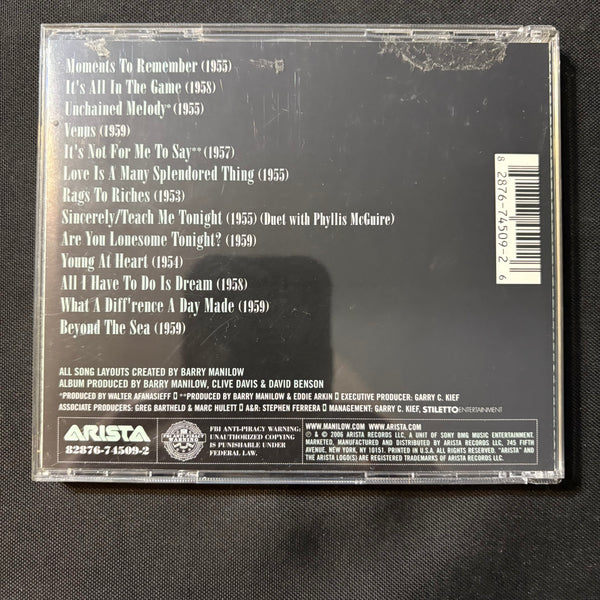 Moments To Remember (1955)
It's All In The Game (1958)
Unchained Melody* (1955)
Venus (1959)
It's Not For Me To Say** (1957)
Love Is A Many Splendored Thing (1955)
Rags To Riches (1953)
Sincerely/Teach Me Tonight (1955) (Duet with Phyllis McGuire)
Are You Lonesome Tonight? (1959)
Young At Heart (1954)
All I Have To Do Is Dream (1958)
What A Diff'rence A Day Made (1959)
Beyond The Sea (1959)
8 28767-4509-2 6
ALL SONG LAYOUTS CREATED BY BARRY MANILOW
ALBUM PRODUCED BY BARRY MANILOW, CLIVE DAVIS & DAVID BENSON
*PRODUCED BY WALTER AFANASIEFF ▯ **PRODUCED BY BARRY MANILOW & EDDIE ARKIN ▯ EXECUTIVE PRODUCER: GARRY C. KIEF
ASSOCIATE PRODUCERS: GREG BARTHELD & MARC HULETT ▯ A&R: STEPHEN FERRERA ▯ MANAGEMENT: GARRY C. KIEF, STILETTOENTERTAINMENT
ARISTA
82876-74509-2
FBI ANTI-PIRACY WARNING:
UNAUTHORIZED COPYING
IS PUNISHABLE UNDER
FEDERAL LAW.
WWW.MANILOW.COM WWW.ARISTA.COM
℗ & © 2006 ARISTA RECORDS LLC, A UNIT OF SONY BMG MUSIC ENTERTAINMENT.
MARKETED, MANUFACTURED AND DISTRIBUTED BY ARISTA RECORDS LLC, 745 FIFTH
AVENUE, NEW YORK, NY 10151. PRINTED IN U.S.A. ALL RIGHTS RESERVED. "ARISTA" AND
THE ARISTA LOGO(S) ARE REGISTERED TRADEMARKS OF ARISTA RECORDS LLC.